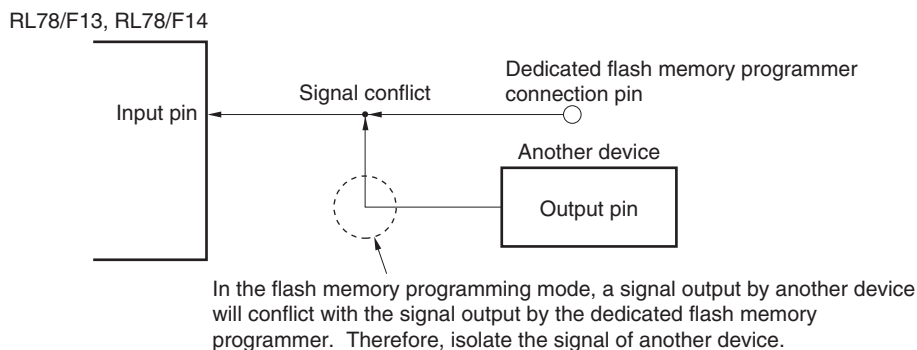 RL78/F13, RL78/F14
Dedicated flash memory programmer
connection pin
Signal conflict
Input pin
Another device
Output pin
In the flash memory programming mode, a signal output by another device
will conflict with the signal output by the dedicated flash memory
programmer.  Therefore, isolate the signal of another device.